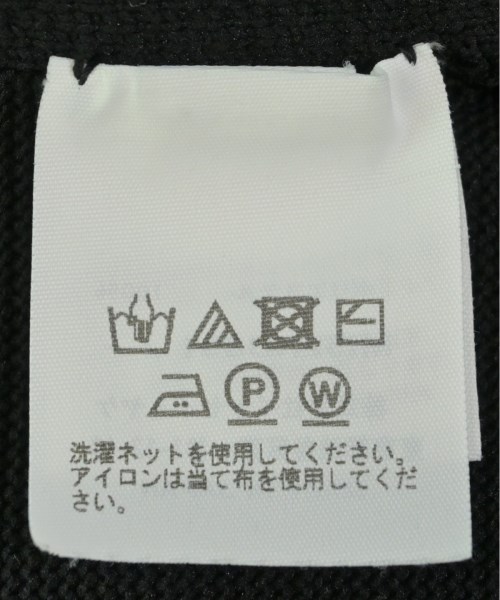 P W
洗濯ネットを使用してください。
アイロンは当て布を使用してくだ
さい。